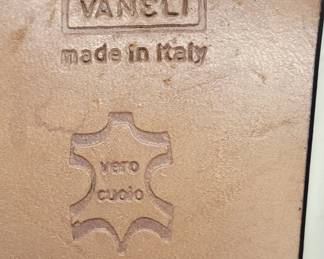 VANELI
made in Italy
vero
cuoio